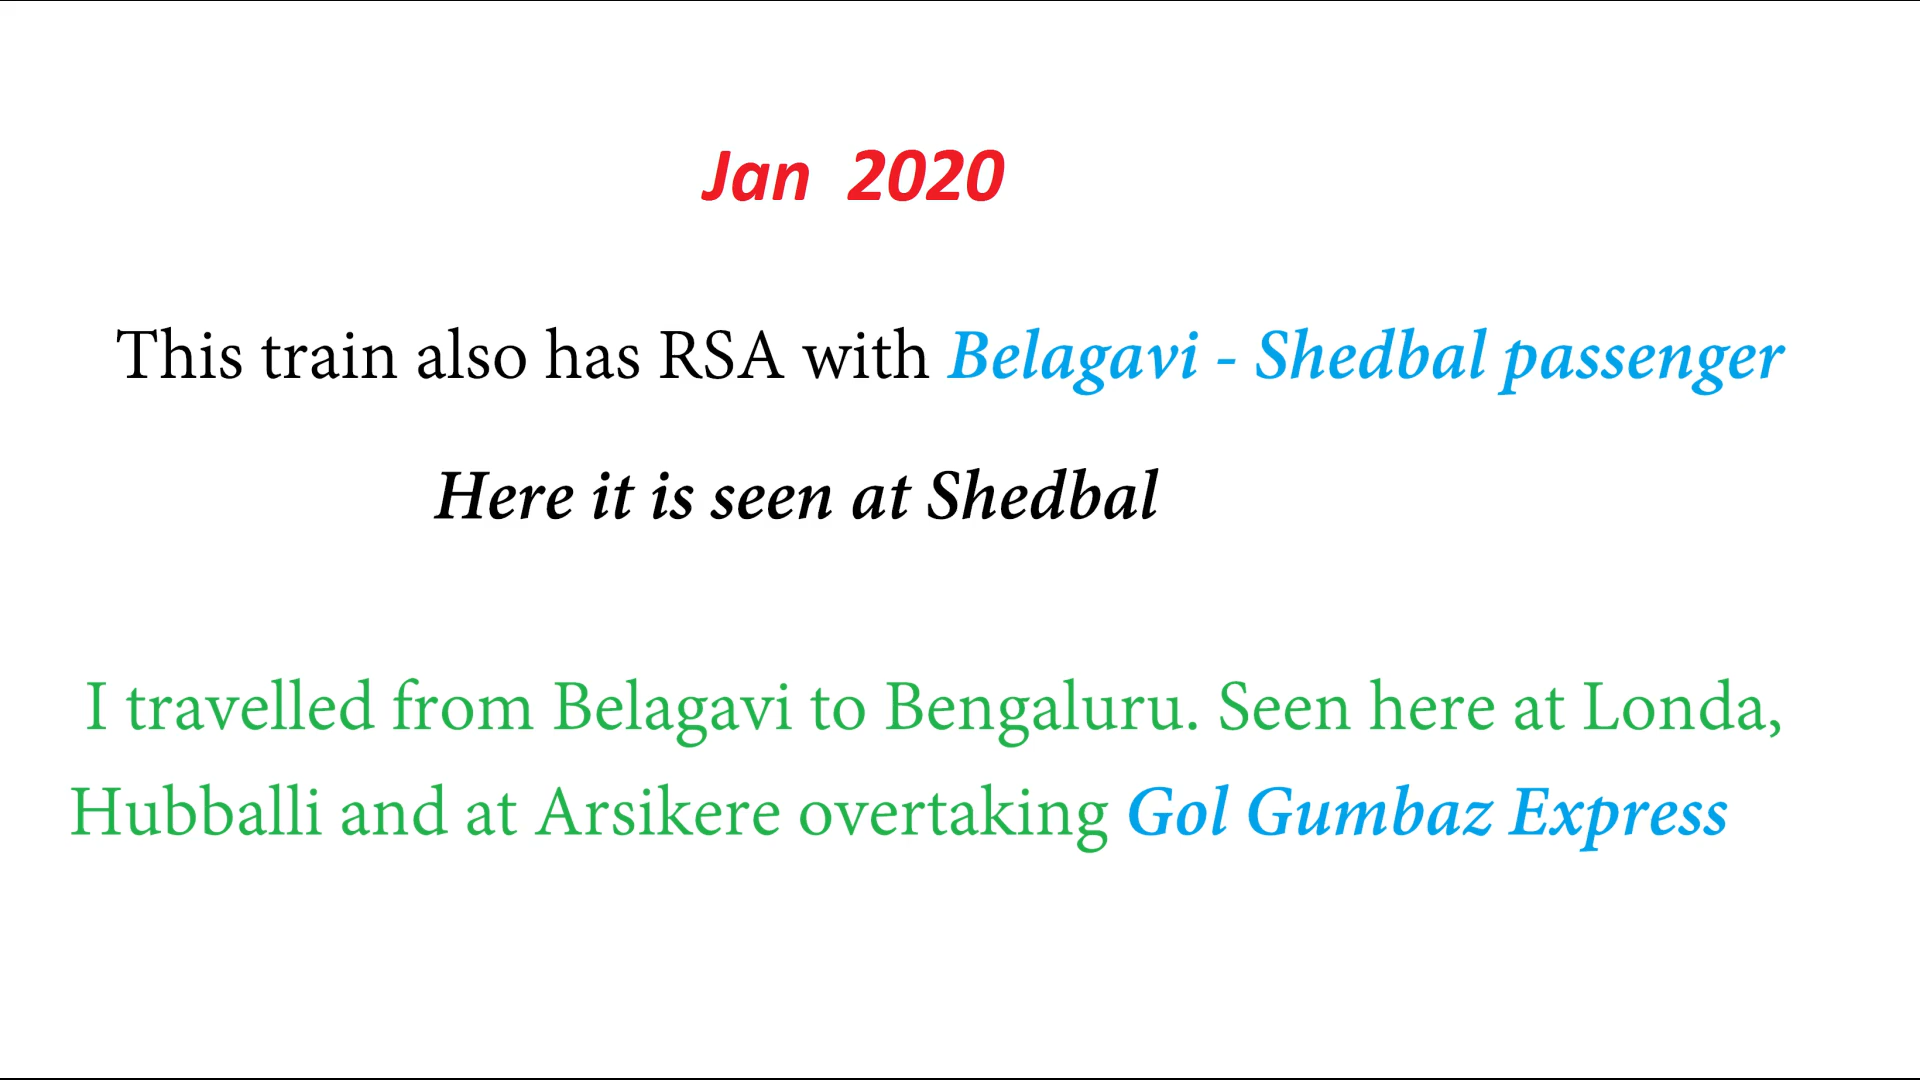 Jan 2020
This train also has RSA with Belagavi - Shedbal passenger
Here it is seen at Shedbal
I travelled from Belagavi to Bengaluru. Seen here at Londa,
Hubballi and at Arsikere overtaking Gol Gumbaz Express